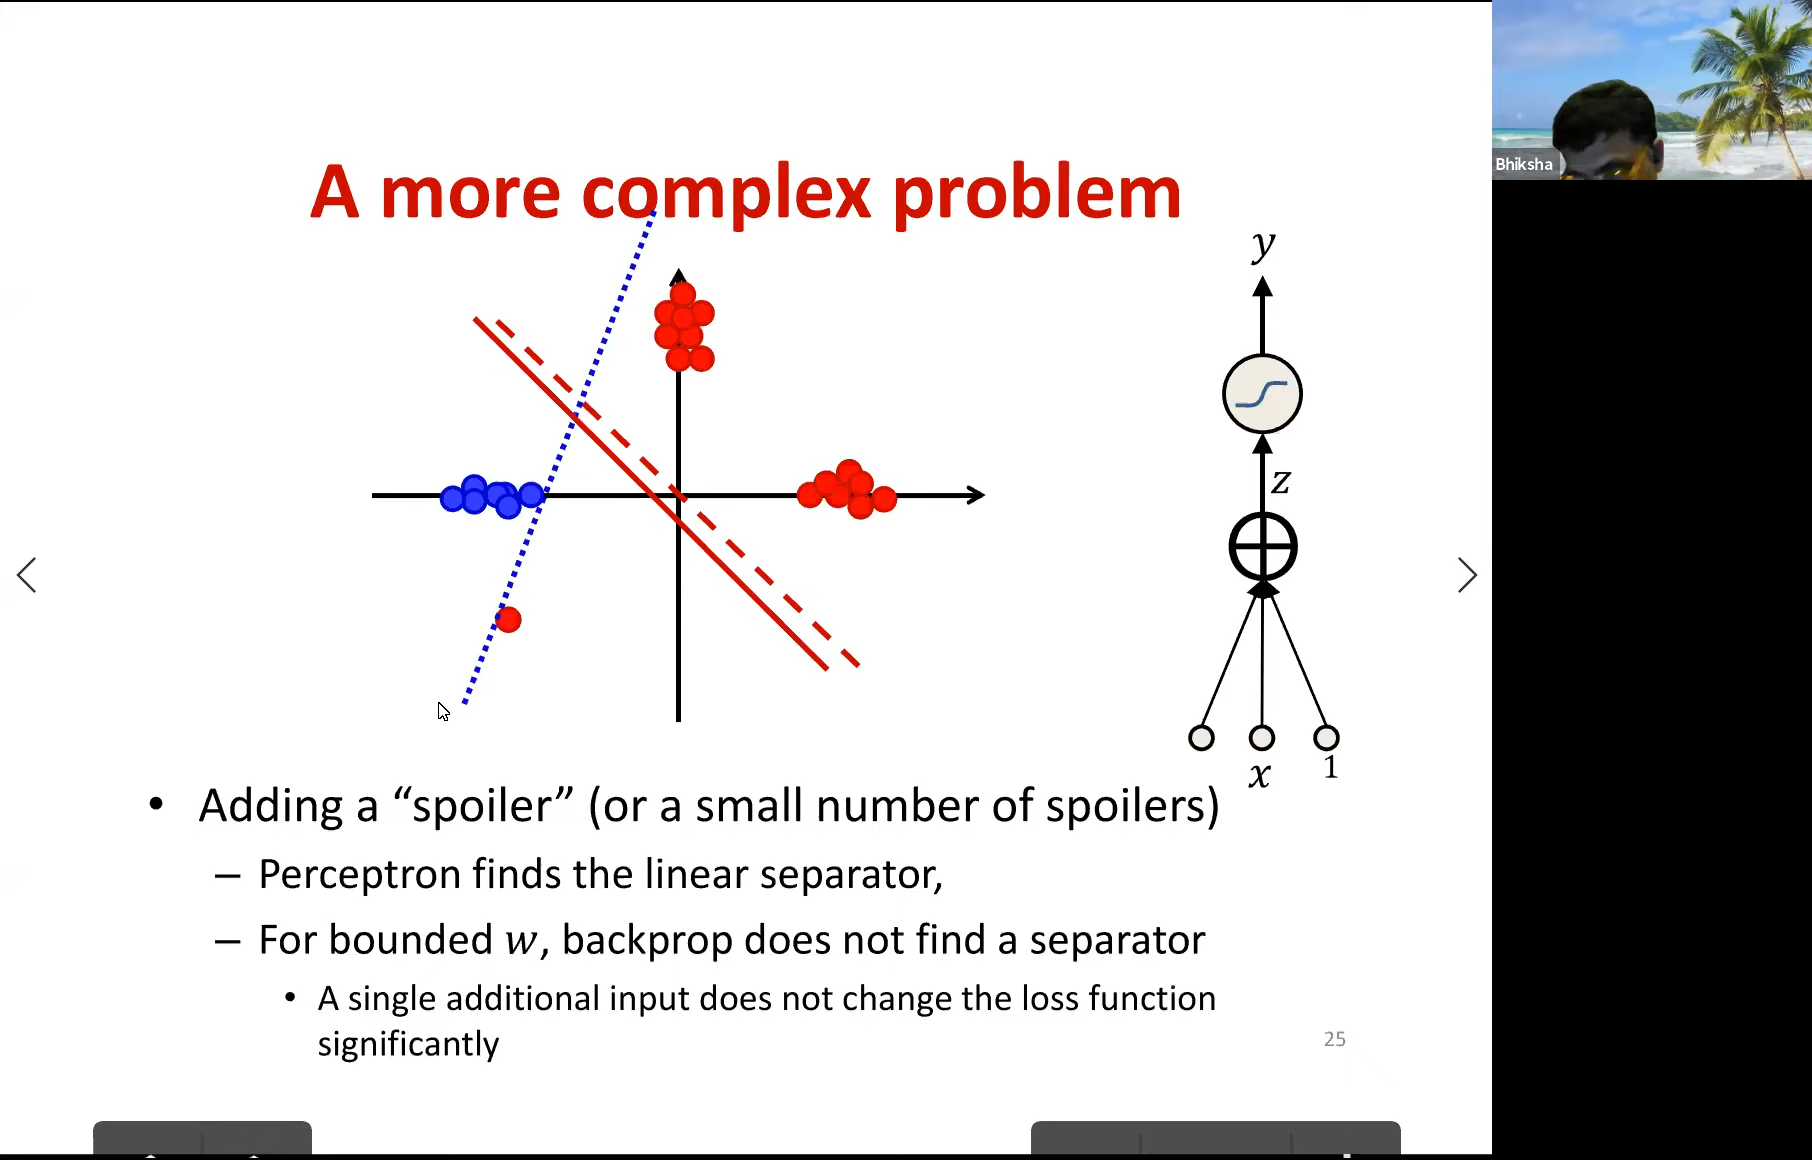 A more complex problem
Bhiksha
y
z
x
1
• Adding a “spoiler” (or a small number of spoilers)
– Perceptron finds the linear separator,
– For bounded w, backprop does not find a separator
• A single additional input does not change the loss function
significantly
25